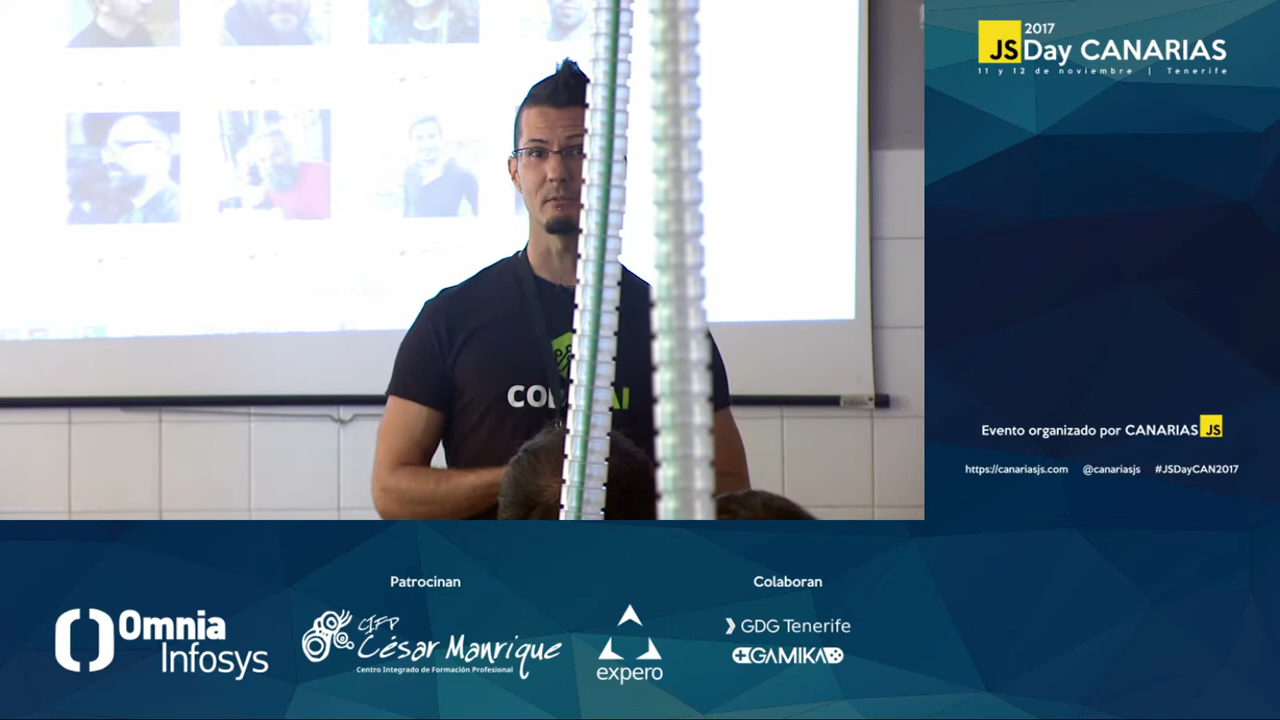 2017
JS Day CANARIAS
11 y 12 de noviembre | Tenerife
Evento organizado por CANARIAS JS
https://canariasjs.com @canariasjs #JSDayCAN2017
Patrocinan
Colaboran
Omnia
Infosys
CIFP
César Manrique
Centro Integrado de Formación Profesional
expero
GDG Tenerife
GAMIKA